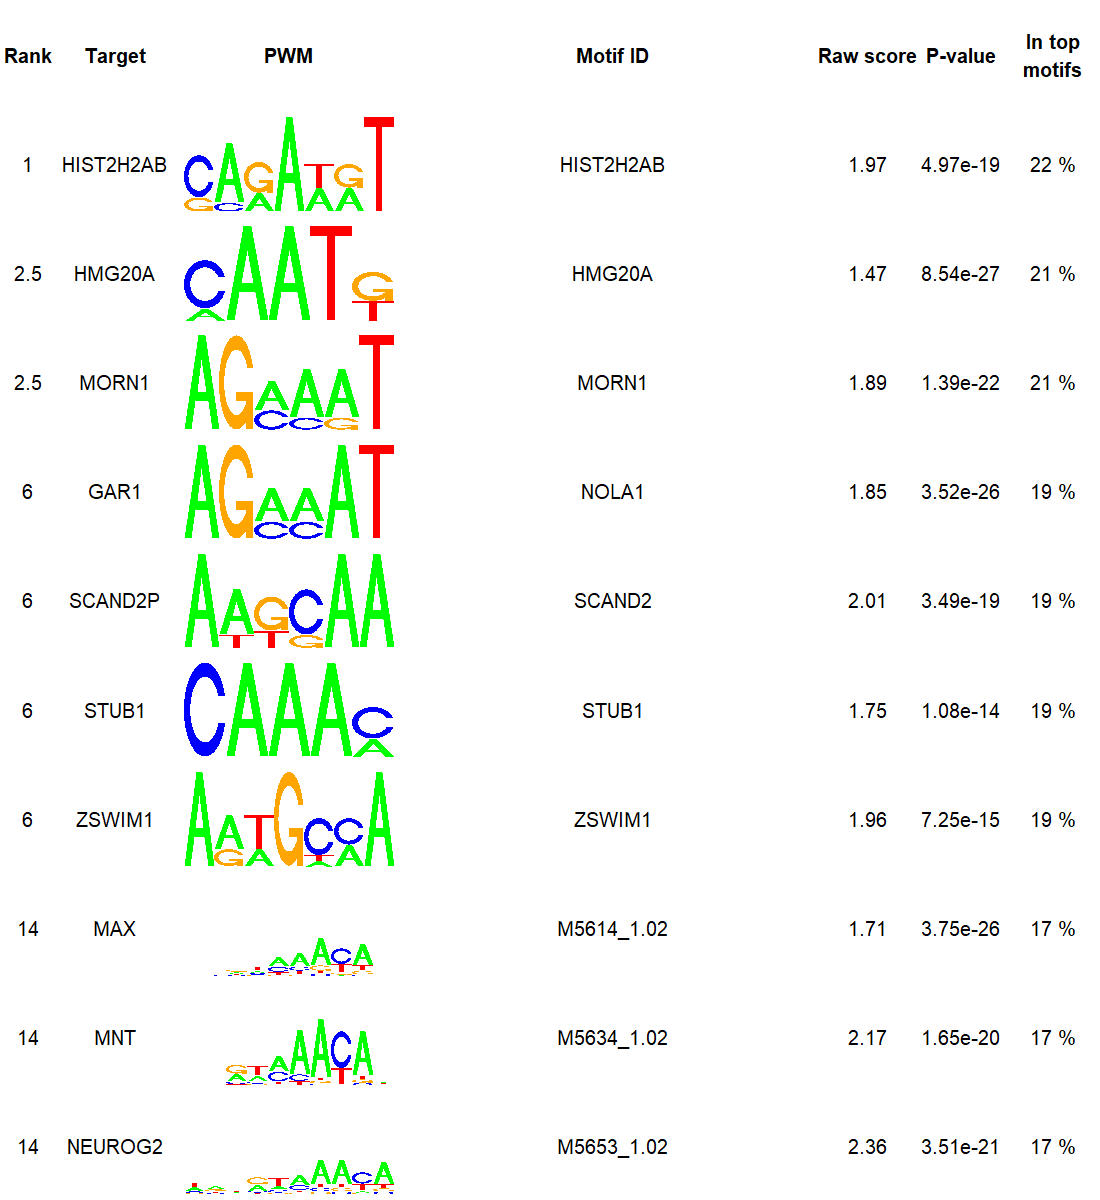 Rank Target PWM Motif ID Raw score P-value In top motifs
1 HIST2H2AB HIST2H2AB 1.97 4.97e-19 22 %
2.5 HMG20A HMG20A 1.47 8.54e-27 21 %
2.5 MORN1 MORN1 1.89 1.39e-22 21 %
6 GAR1 NOLA1 1.85 3.52e-26 19 %
6 SCAND2P SCAND2 2.01 3.49e-19 19 %
6 STUB1 STUB1 1.75 1.08e-14 19 %
6 ZSWIM1 ZSWIM1 1.96 7.25e-15 19 %
14 MAX M5614_1.02 1.71 3.75e-26 17 %
14 MNT M5634_1.02 2.17 1.65e-20 17 %
14 NEUROG2 M5653_1.02 2.36 3.51e-21 17 %